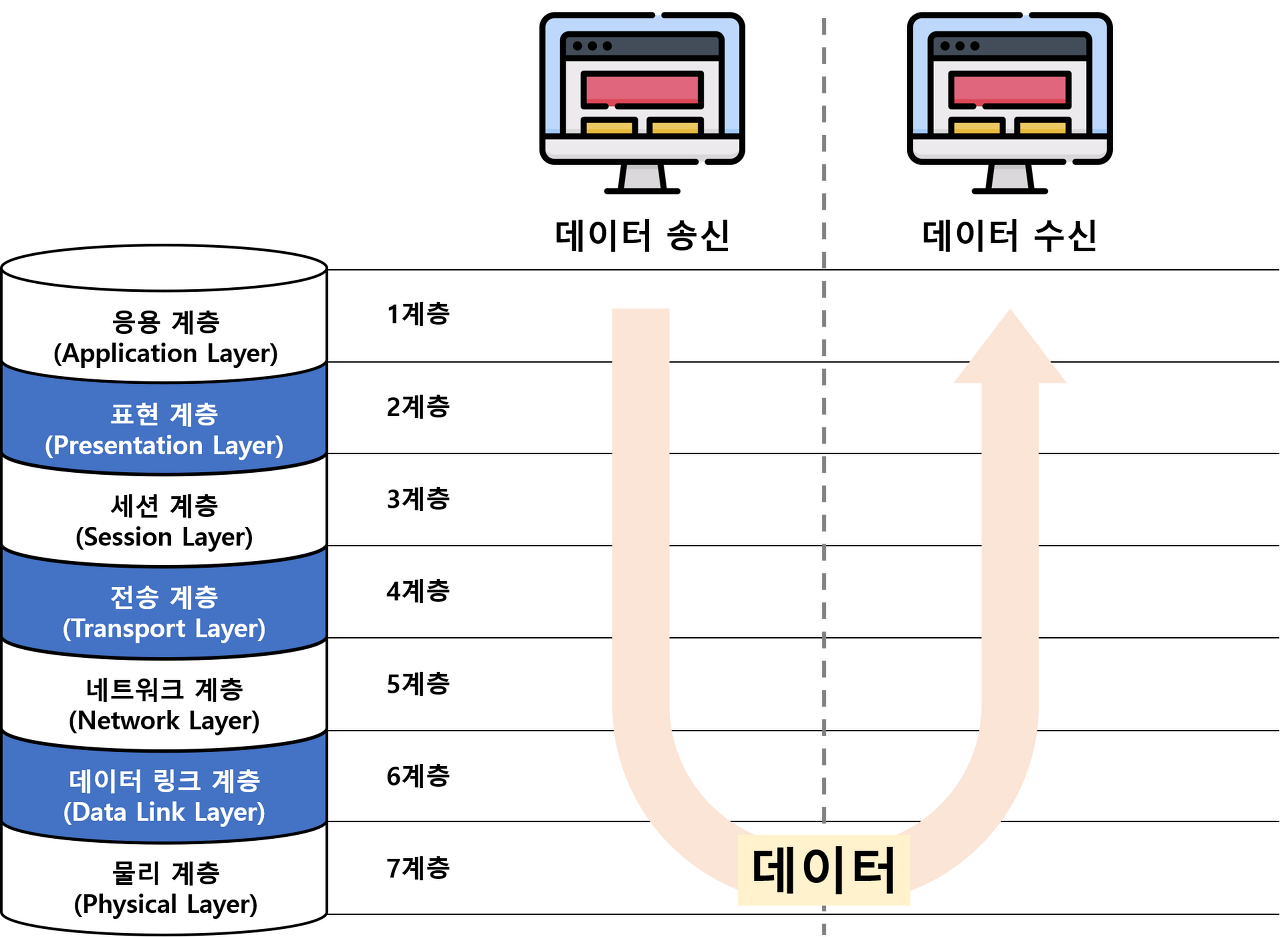 데이터 송신
데이터 수신
응용 계층
(Application Layer)
1계층
표현 계층
(Presentation Layer)
2계층
세션 계층
(Session Layer)
3계층
전송 계층
(Transport Layer)
4계층
네트워크 계층
(Network Layer)
5계층
데이터 링크 계층
(Data Link Layer)
6계층
물리 계층
(Physical Layer)
7계층
데이터